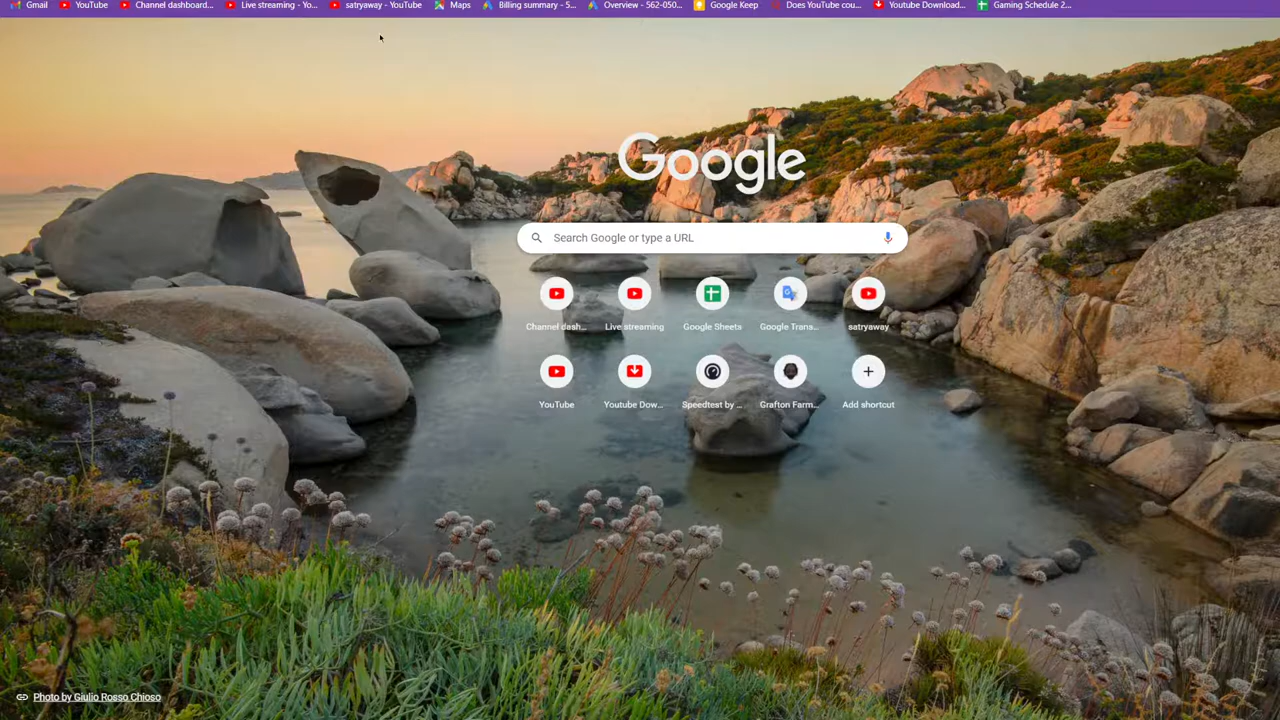 Gmail YouTube Channel dashboard... Live streaming - Yo... satryaway - YouTube Maps Billing summary - 5... Overview - 562-050... Google Keep Does YouTube cou... Youtube Download... Gaming Schedule 2...
Google
Search Google or type a URL
Channel dash... Live streaming Google Sheets Google Trans... satryaway
YouTube Youtube Dow... Speedtest by ... Grafton Farm... Add shortcut
Photo by Giulio Rosso Chioso